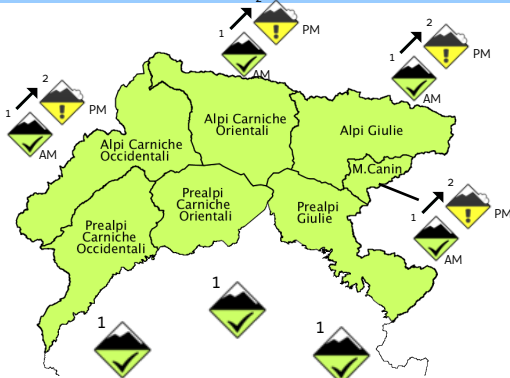 2
1
PM
AM
2
1
PM
AM
2
1
PM
AM
Alpi Carniche
Orientali
Alpi Giulie
Alpi Carniche
Occidentali
M.Canin
Prealpi
Carniche
Orientali
Prealpi
Giulie
2
1
PM
AM
Prealpi
Carniche
Occidentali
1
1
1